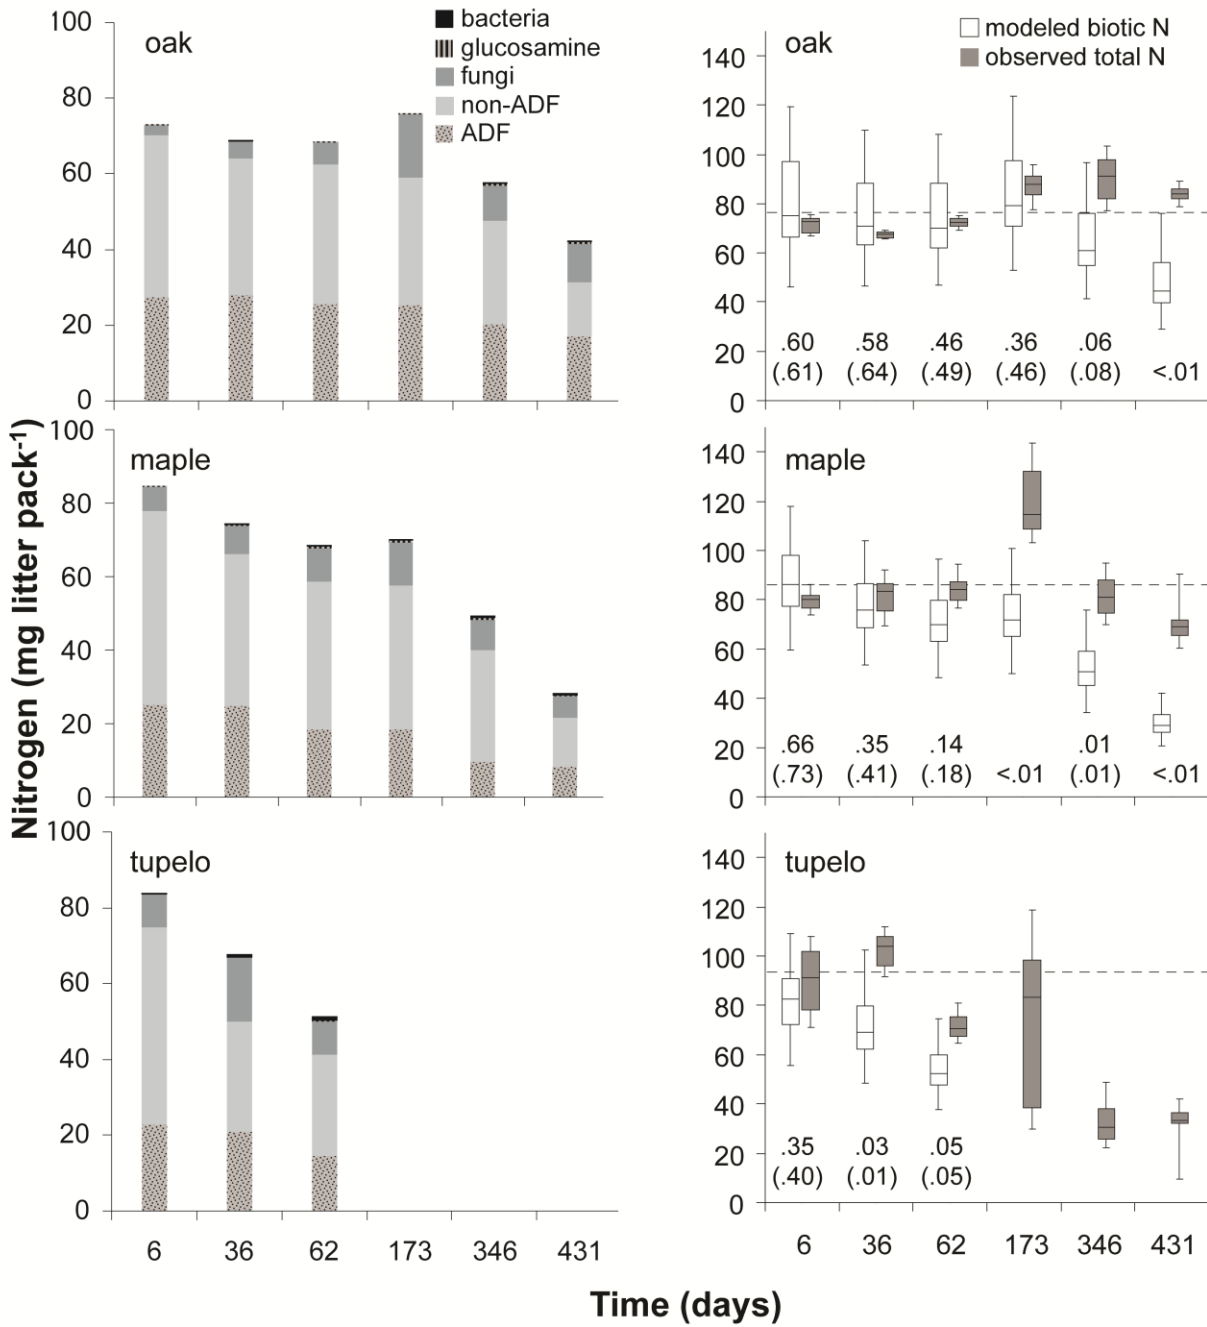 Nitrogen (mg litter pack⁻¹)
100
80
60
40
20
0
oak
bacteria
glucosamine
fungi
non-ADF
ADF
140
120
100
80
60
40
20
0
oak
modeled biotic N
observed total N
.60 .58 .46 .36 .06
(.61) (.64) (.49) (.46) (.08) <.01
100
80
60
40
20
0
maple
140
120
100
80
60
40
20
0
maple
.66 .35 .14 .01
(.73) (.41) (.18) <.01 (.01) <.01
100
80
60
40
20
0
tupelo
6 36 62 173 346 431
140
120
100
80
60
40
20
0
tupelo
.35 .03 .05
(.40) (.01) (.05)
6 36 62 173 346 431
Time (days)